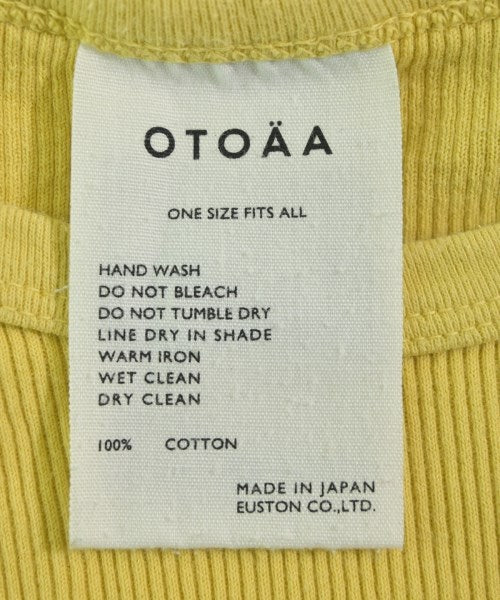 OTOÄA
ONE SIZE FITS ALL
HAND WASH
DO NOT BLEACH
DO NOT TUMBLE DRY
LINE DRY IN SHADE
WARM IRON
WET CLEAN
DRY CLEAN
100% COTTON
MADE IN JAPAN
EUSTON CO.,LTD.